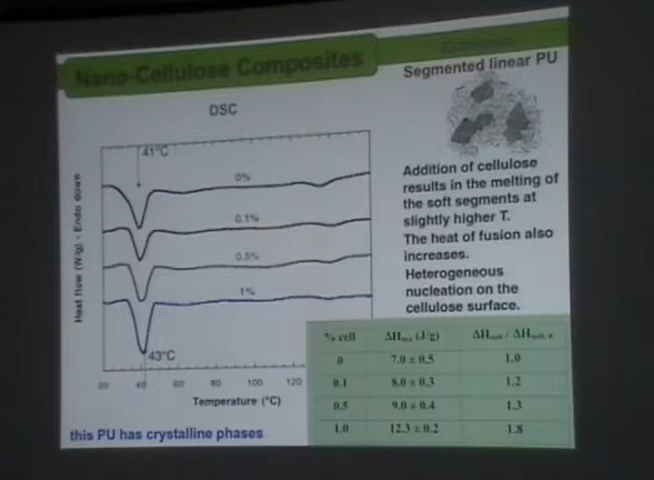 Nano-Cellulose Composites
Segmented linear PU
DSC
41°C
0%
0.1%
0.5%
1%
43°C
Heat flow (W/g) - Endo down
20 40 60 80 100 120
Temperature (°C)
this PU has crystalline phases
Addition of cellulose
results in the melting of
the soft segments at
slightly higher T.
The heat of fusion also
increases.
Heterogeneous
nucleation on the
cellulose surface.
% cell ΔH (J/g) ΔH / ΔH
0 7.0 ± 0.5 1.0
0.1 8.0 ± 0.3 1.2
0.5 9.0 ± 0.4 1.3
1.0 12.3 ± 0.2 1.8